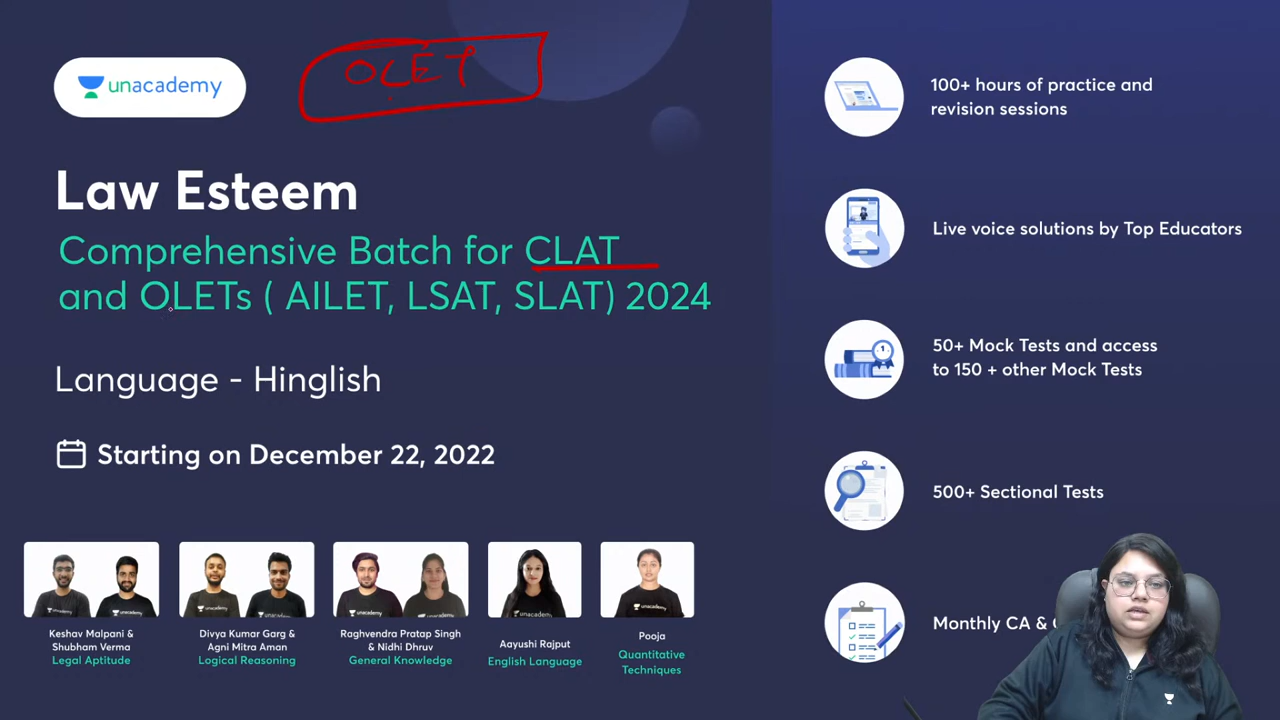 unacademy
OLET
Law Esteem
Comprehensive Batch for CLAT
and OLETs ( AILET, LSAT, SLAT) 2024
Language - Hinglish
Starting on December 22, 2022
Keshav Malpani &
Shubham Verma
Legal Aptitude
Divya Kumar Garg &
Agni Mitra Aman
Logical Reasoning
Raghvendra Pratap Singh
& Nidhi Dhruv
General Knowledge
Aayushi Rajput
English Language
Pooja
Quantitative
Techniques
100+ hours of practice and
revision sessions
Live voice solutions by Top Educators
50+ Mock Tests and access
to 150 + other Mock Tests
500+ Sectional Tests
Monthly CA &